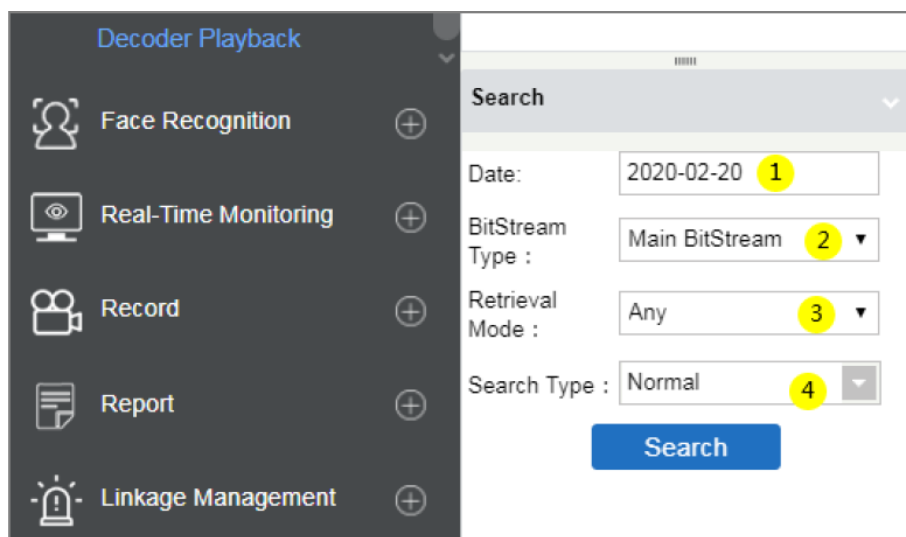 Decoder Playback
Face Recognition
Real-Time Monitoring
Record
Report
Linkage Management
Search
Date:
2020-02-20
1
BitStream
Type :
Main BitStream
2
Retrieval
Mode :
Any
3
Search Type :
Normal
4
Search